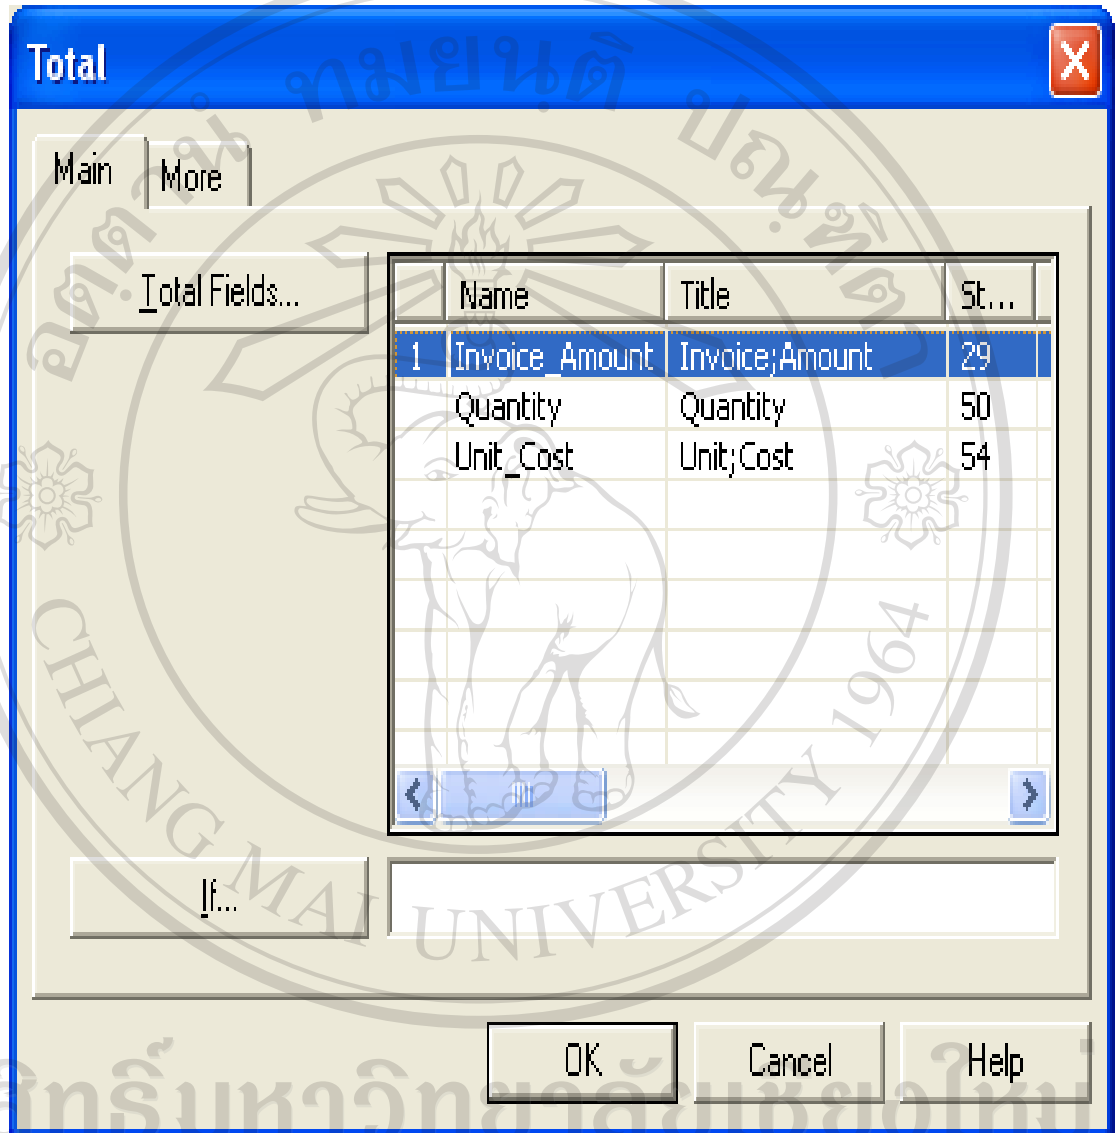 Total
Main More
Total Fields...
Name Title St...
1 Invoice_Amount Invoice;Amount 29
Quantity Quantity 50
Unit_Cost Unit;Cost 54
If...
OK Cancel Help
CHIANG MAI UNIVERSITY 1964